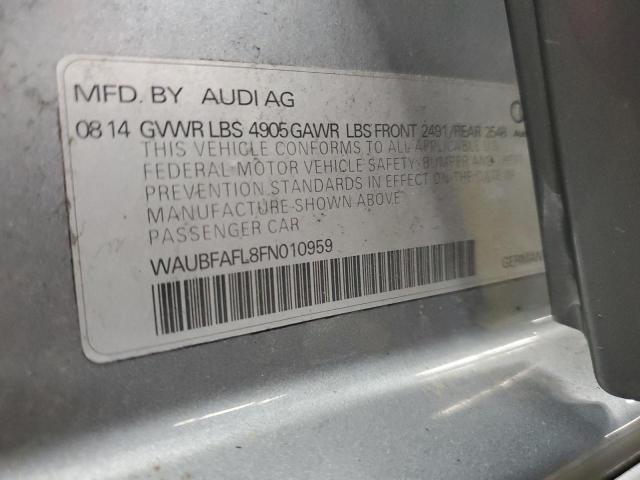 MFD. BY AUDI AG
08 14 GVWR LBS 4905 GAWR LBS FRONT 2491/REAR 2546
THIS VEHICLE CONFORMS TO ALL APPLICABLE
FEDERAL MOTOR VEHICLE SAFETY, BUMPER AND
PREVENTION STANDARDS IN EFFECT ON THE DATE OF
MANUFACTURE SHOWN ABOVE.
PASSENGER CAR
WAUBFAFL8FN010959
GERMAN